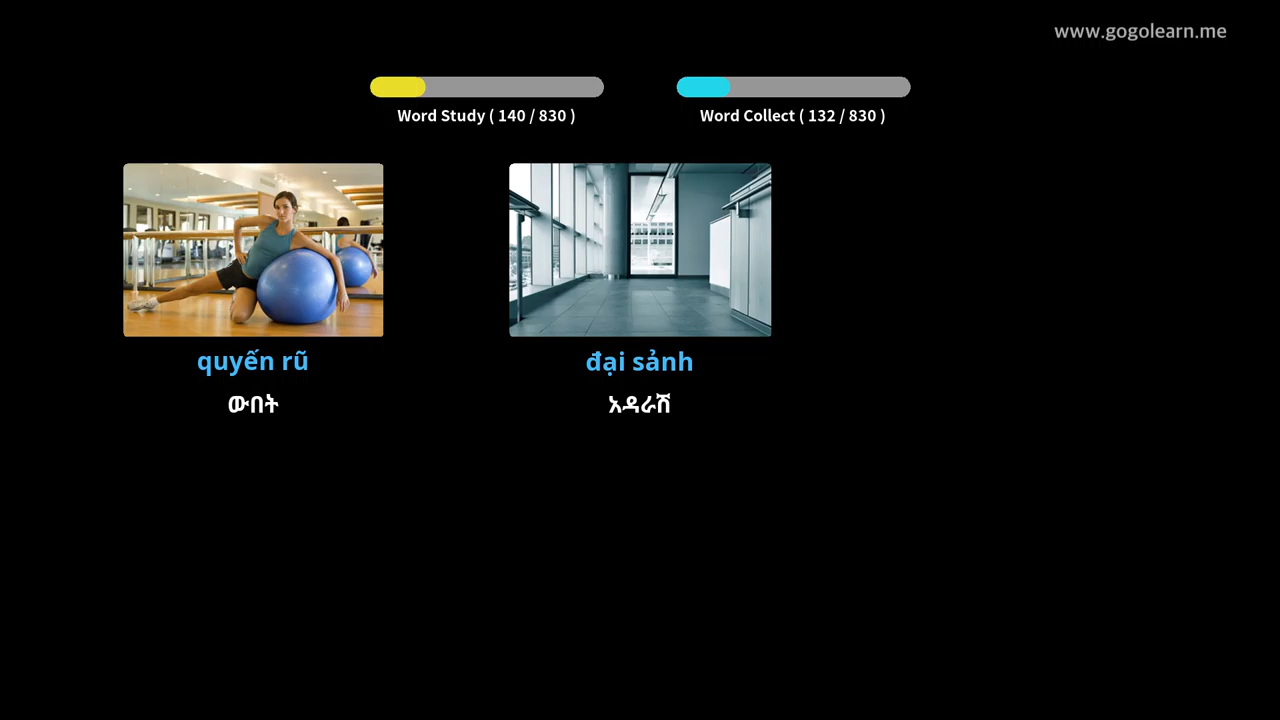 www.gogolearn.me
Word Study ( 140 / 830 )
Word Collect ( 132 / 830 )
quyến rũ
đại sảnh
ውበት
አዳራሽ